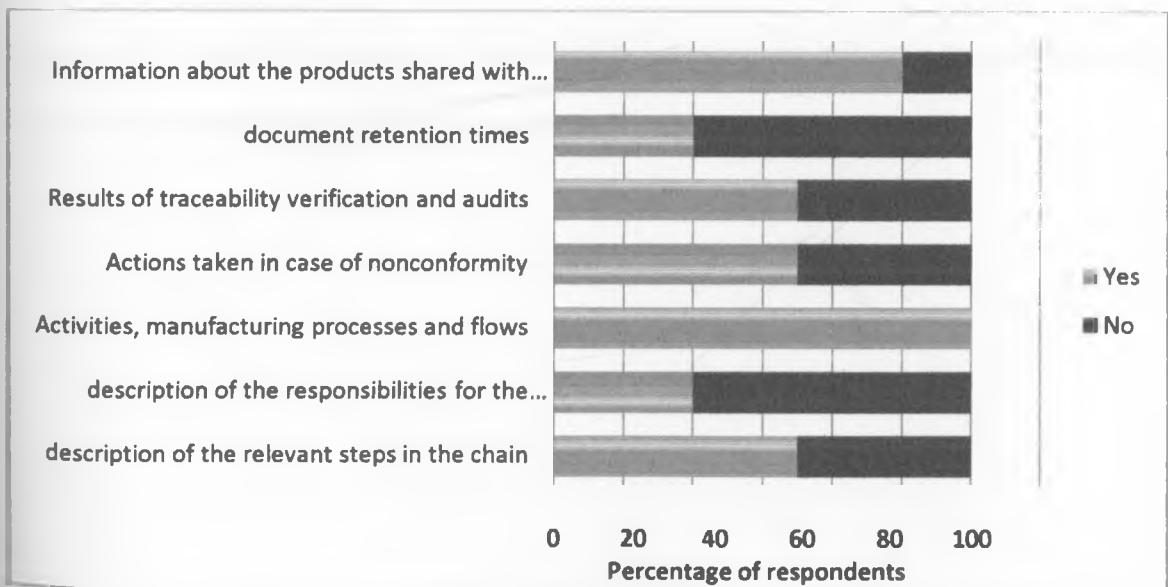 Information about the products shared with...
document retention times
Results of traceability verification and audits
Actions taken in case of nonconformity
Activities, manufacturing processes and flows
description of the responsibilities for the...
description of the relevant steps in the chain
Yes
No
0 20 40 60 80 100
Percentage of respondents